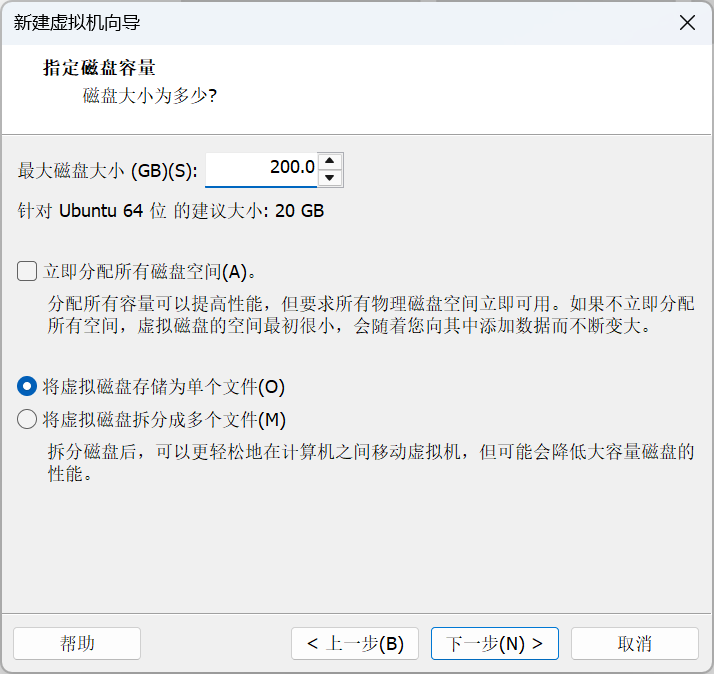 新建虚拟机向导
指定磁盘容量
磁盘大小为多少?
最大磁盘大小 (GB)(S): 200.0
针对 Ubuntu 64 位 的建议大小: 20 GB
立即分配所有磁盘空间(A)。
分配所有容量可以提高性能，但要求所有物理磁盘空间立即可用。如果不立即分配
所有空间，虚拟磁盘的空间最初很小，会随着您向其中添加数据而不断变大。
将虚拟磁盘存储为单个文件(O)
将虚拟磁盘拆分成多个文件(M)
拆分磁盘后，可以更轻松地在计算机之间移动虚拟机，但可能会降低大容量磁盘的
性能。
帮助 < 上一步(B) 下一步(N) > 取消